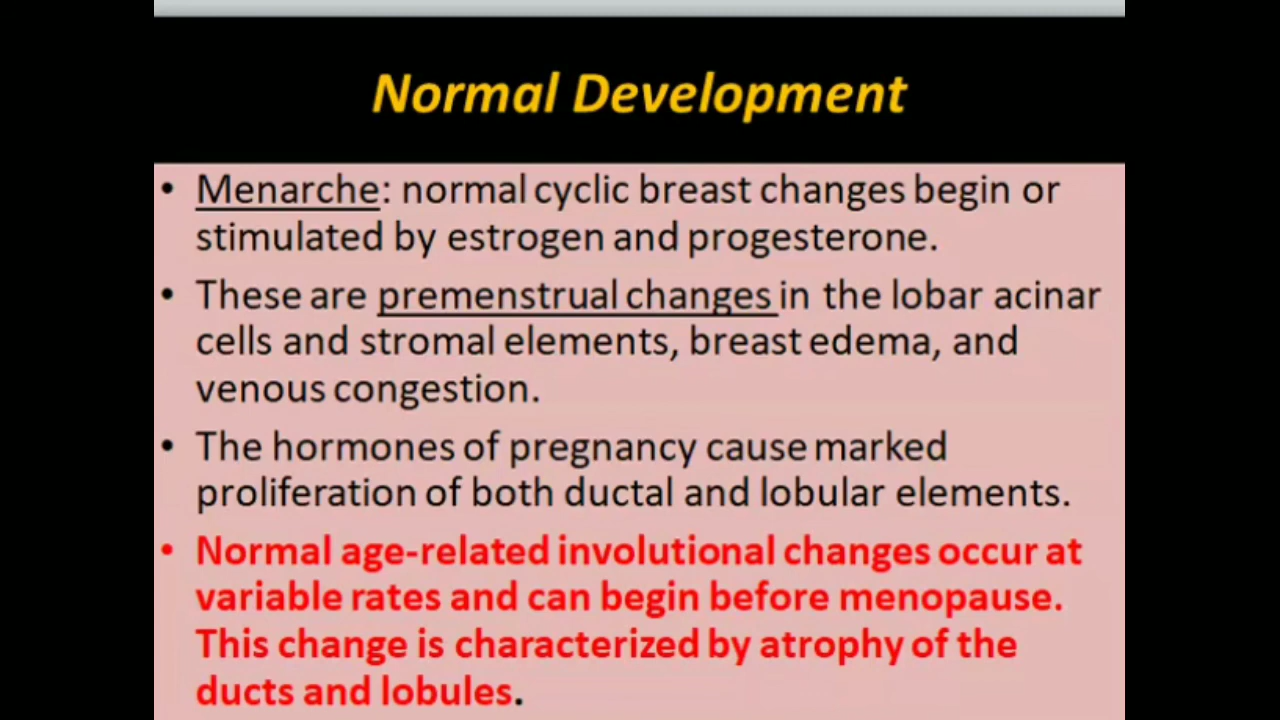 Normal Development
• Menarche: normal cyclic breast changes begin or
stimulated by estrogen and progesterone.
• These are premenstrual changes in the lobar acinar
cells and stromal elements, breast edema, and
venous congestion.
• The hormones of pregnancy cause marked
proliferation of both ductal and lobular elements.
• Normal age-related involutional changes occur at
variable rates and can begin before menopause.
This change is characterized by atrophy of the
ducts and lobules.